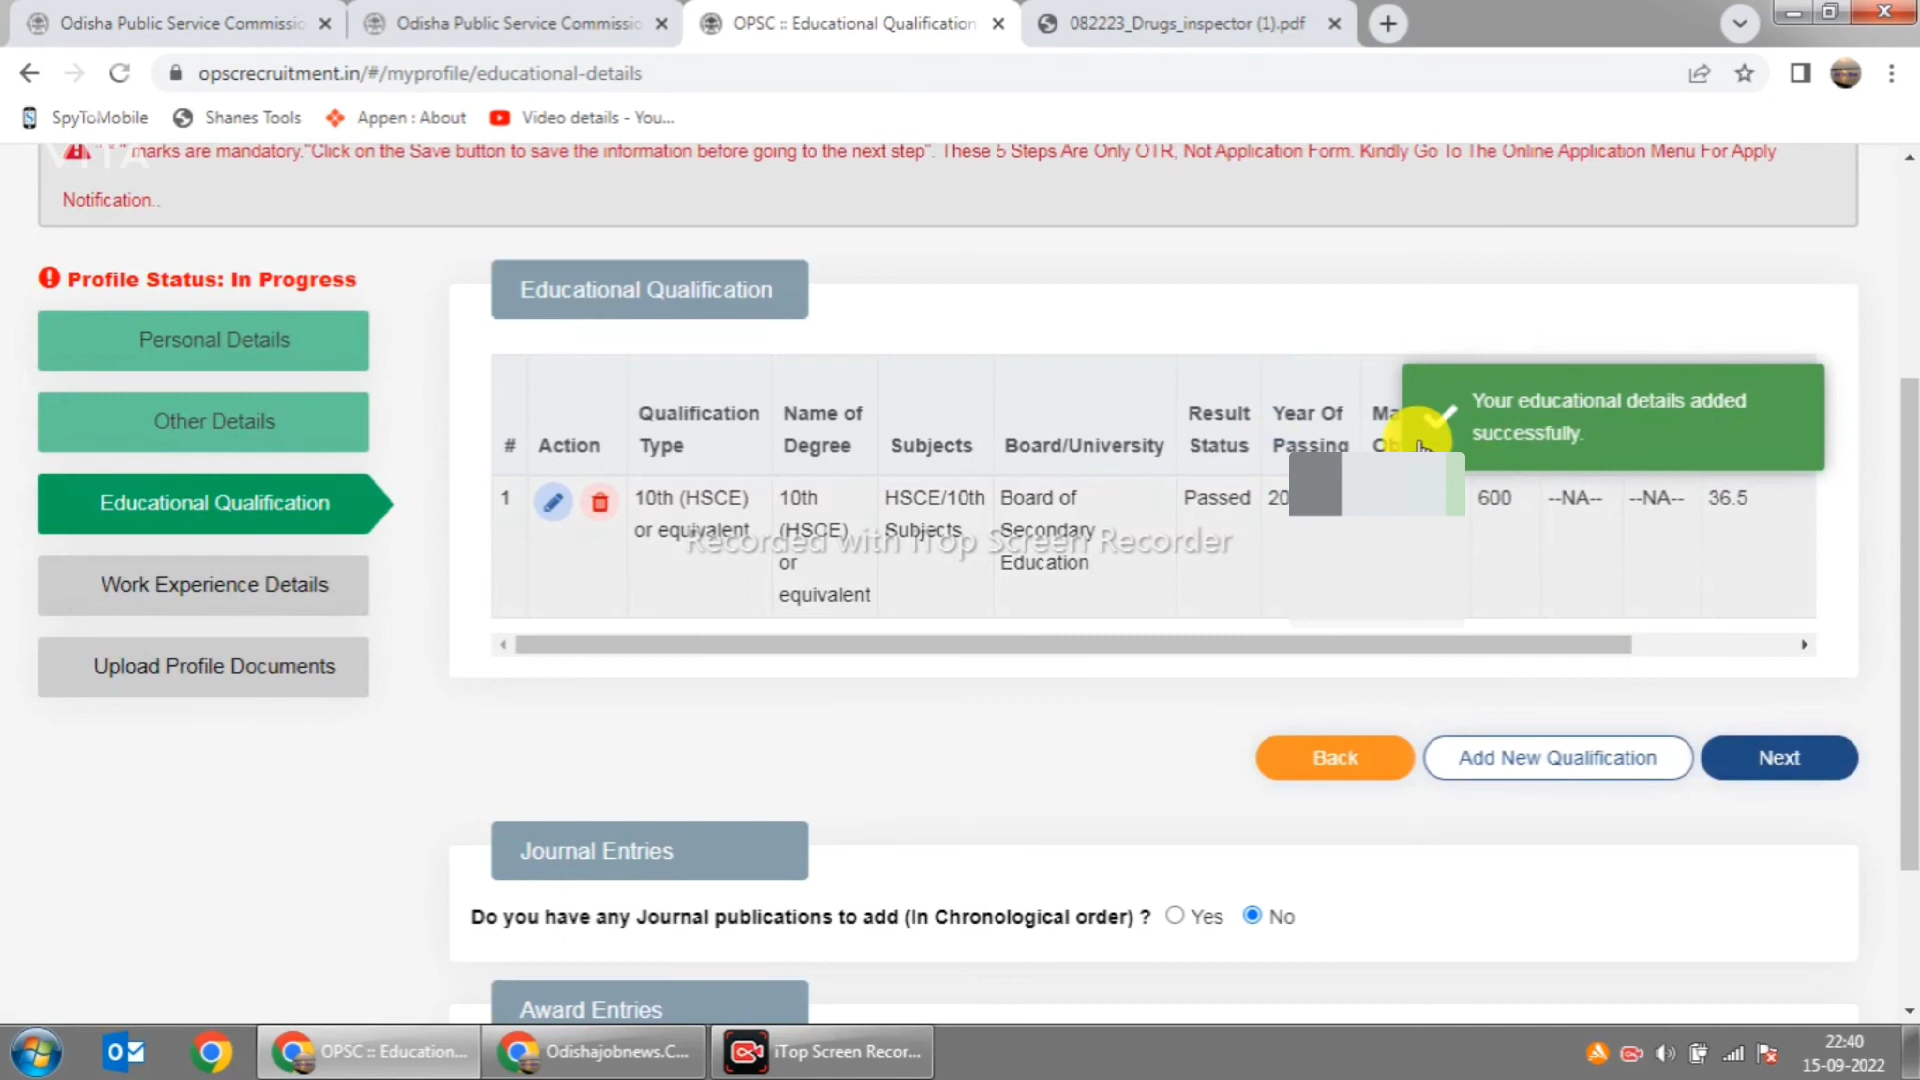 Odisha Public Service Commissio
Odisha Public Service Commissio
OPSC :: Educational Qualification
082223_Drugs_inspector (1).pdf
opscrecruitment.in/#/myprofile/educational-details
SpyToMobile
Shanes Tools
Appen : About
Video details - You...
marks are mandatory."Click on the Save button to save the information before going to the next step". These 5 Steps Are Only OTR, Not Application Form. Kindly Go To The Online Application Menu For Apply
Notification..
Profile Status: In Progress
Personal Details
Other Details
Educational Qualification
Work Experience Details
Upload Profile Documents
Educational Qualification
Your educational details added
successfully.
# Action Qualification Type Name of Degree Subjects Board/University Result Status Year Of Passing
1 10th (HSCE) 10th HSCE/10th Board of Passed 20 600 --NA-- --NA-- 36.5
or equivalent (HSCE) Subjects Secondary
or Education
equivalent
Recorded with iTop Screen Recorder
Back Add New Qualification Next
Journal Entries
Do you have any Journal publications to add (In Chronological order) ? Yes No
Award Entries
OPSC :: Education...
Odishajobnews.C...
iTop Screen Recor...
22:40
15-09-2022